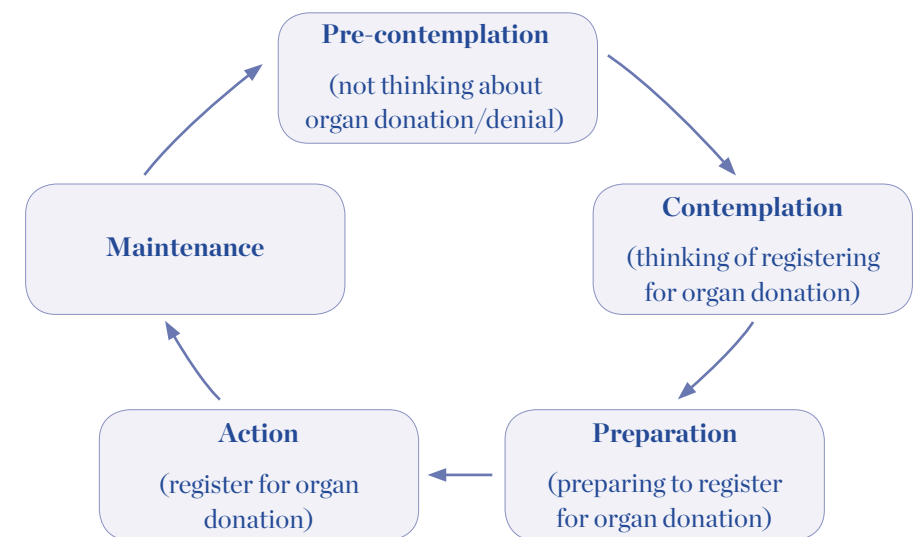 Pre-contemplation
(not thinking about
organ donation/denial)
Contemplation
(thinking of registering
for organ donation)
Preparation
(preparing to register
for organ donation)
Action
(register for organ
donation)
Maintenance